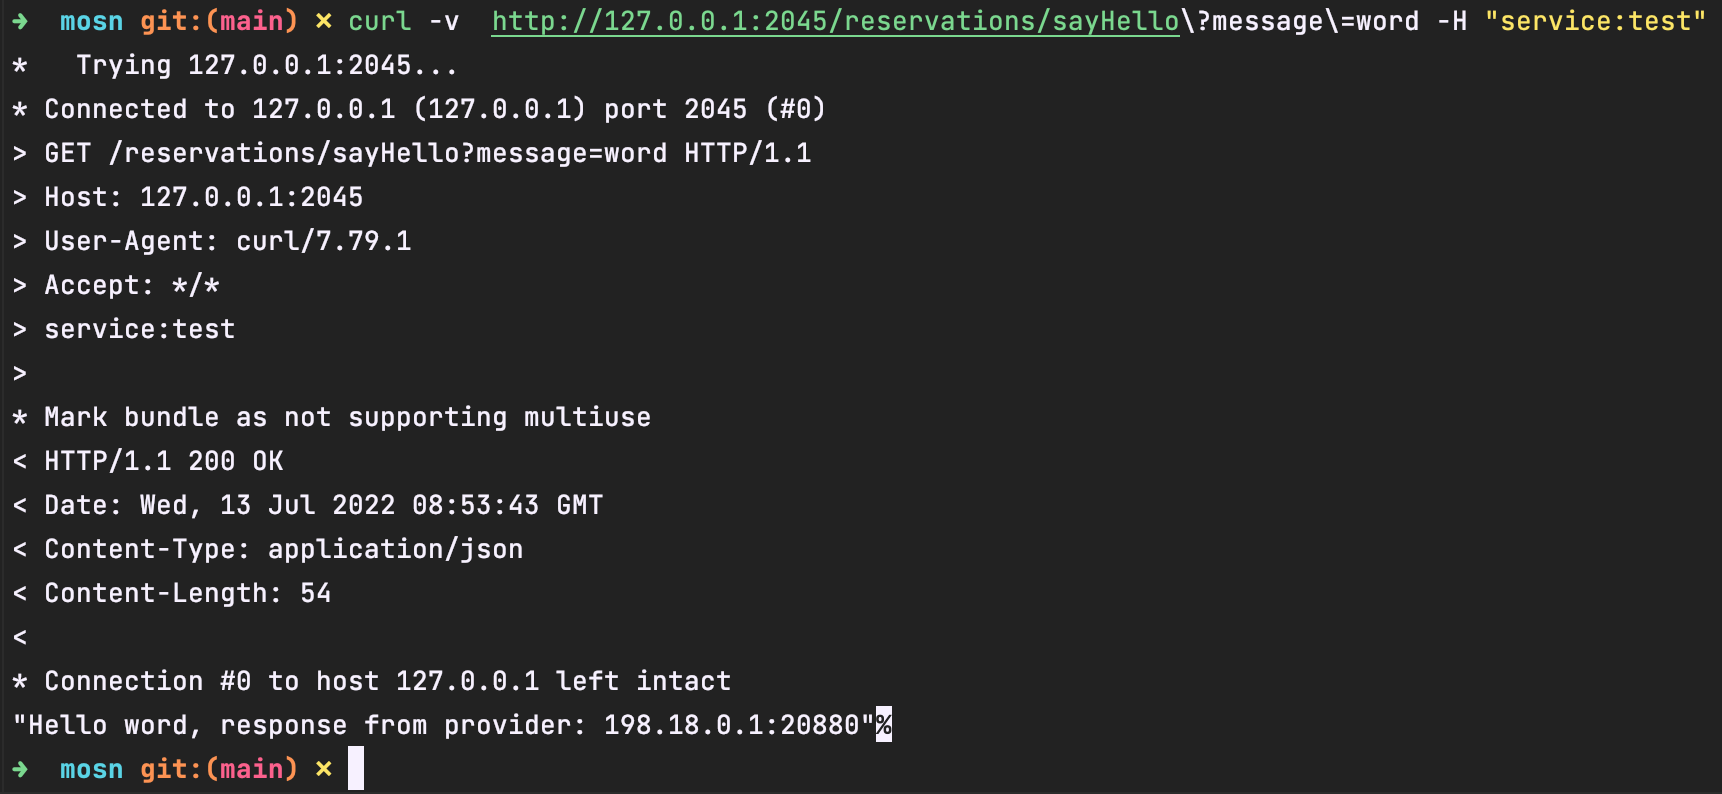 ➜  mosn git:(main) ✗ curl -v  http://127.0.0.1:2045/reservations/sayHello\?message\=word -H "service:test"
*   Trying 127.0.0.1:2045...
* Connected to 127.0.0.1 (127.0.0.1) port 2045 (#0)
> GET /reservations/sayHello?message=word HTTP/1.1
> Host: 127.0.0.1:2045
> User-Agent: curl/7.79.1
> Accept: */*
> service:test
>
* Mark bundle as not supporting multiuse
< HTTP/1.1 200 OK
< Date: Wed, 13 Jul 2022 08:53:43 GMT
< Content-Type: application/json
< Content-Length: 54
<
* Connection #0 to host 127.0.0.1 left intact
"Hello word, response from provider: 198.18.0.1:20880"%
➜  mosn git:(main) ✗